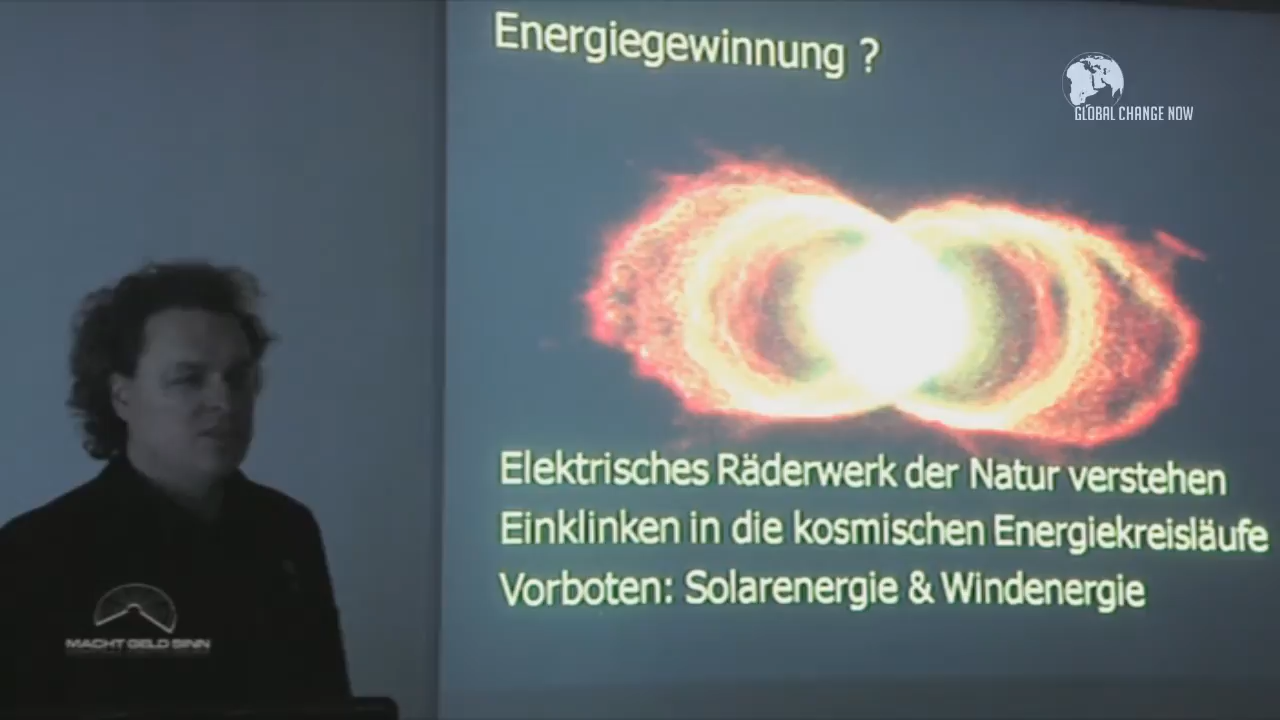 Energiegewinnung ?
GLOBAL CHANGE NOW
Elektrisches Räderwerk der Natur verstehen
Einklinken in die kosmischen Energiekreisläufe
Vorboten: Solarenergie & Windenergie
MACHT GELD SINN